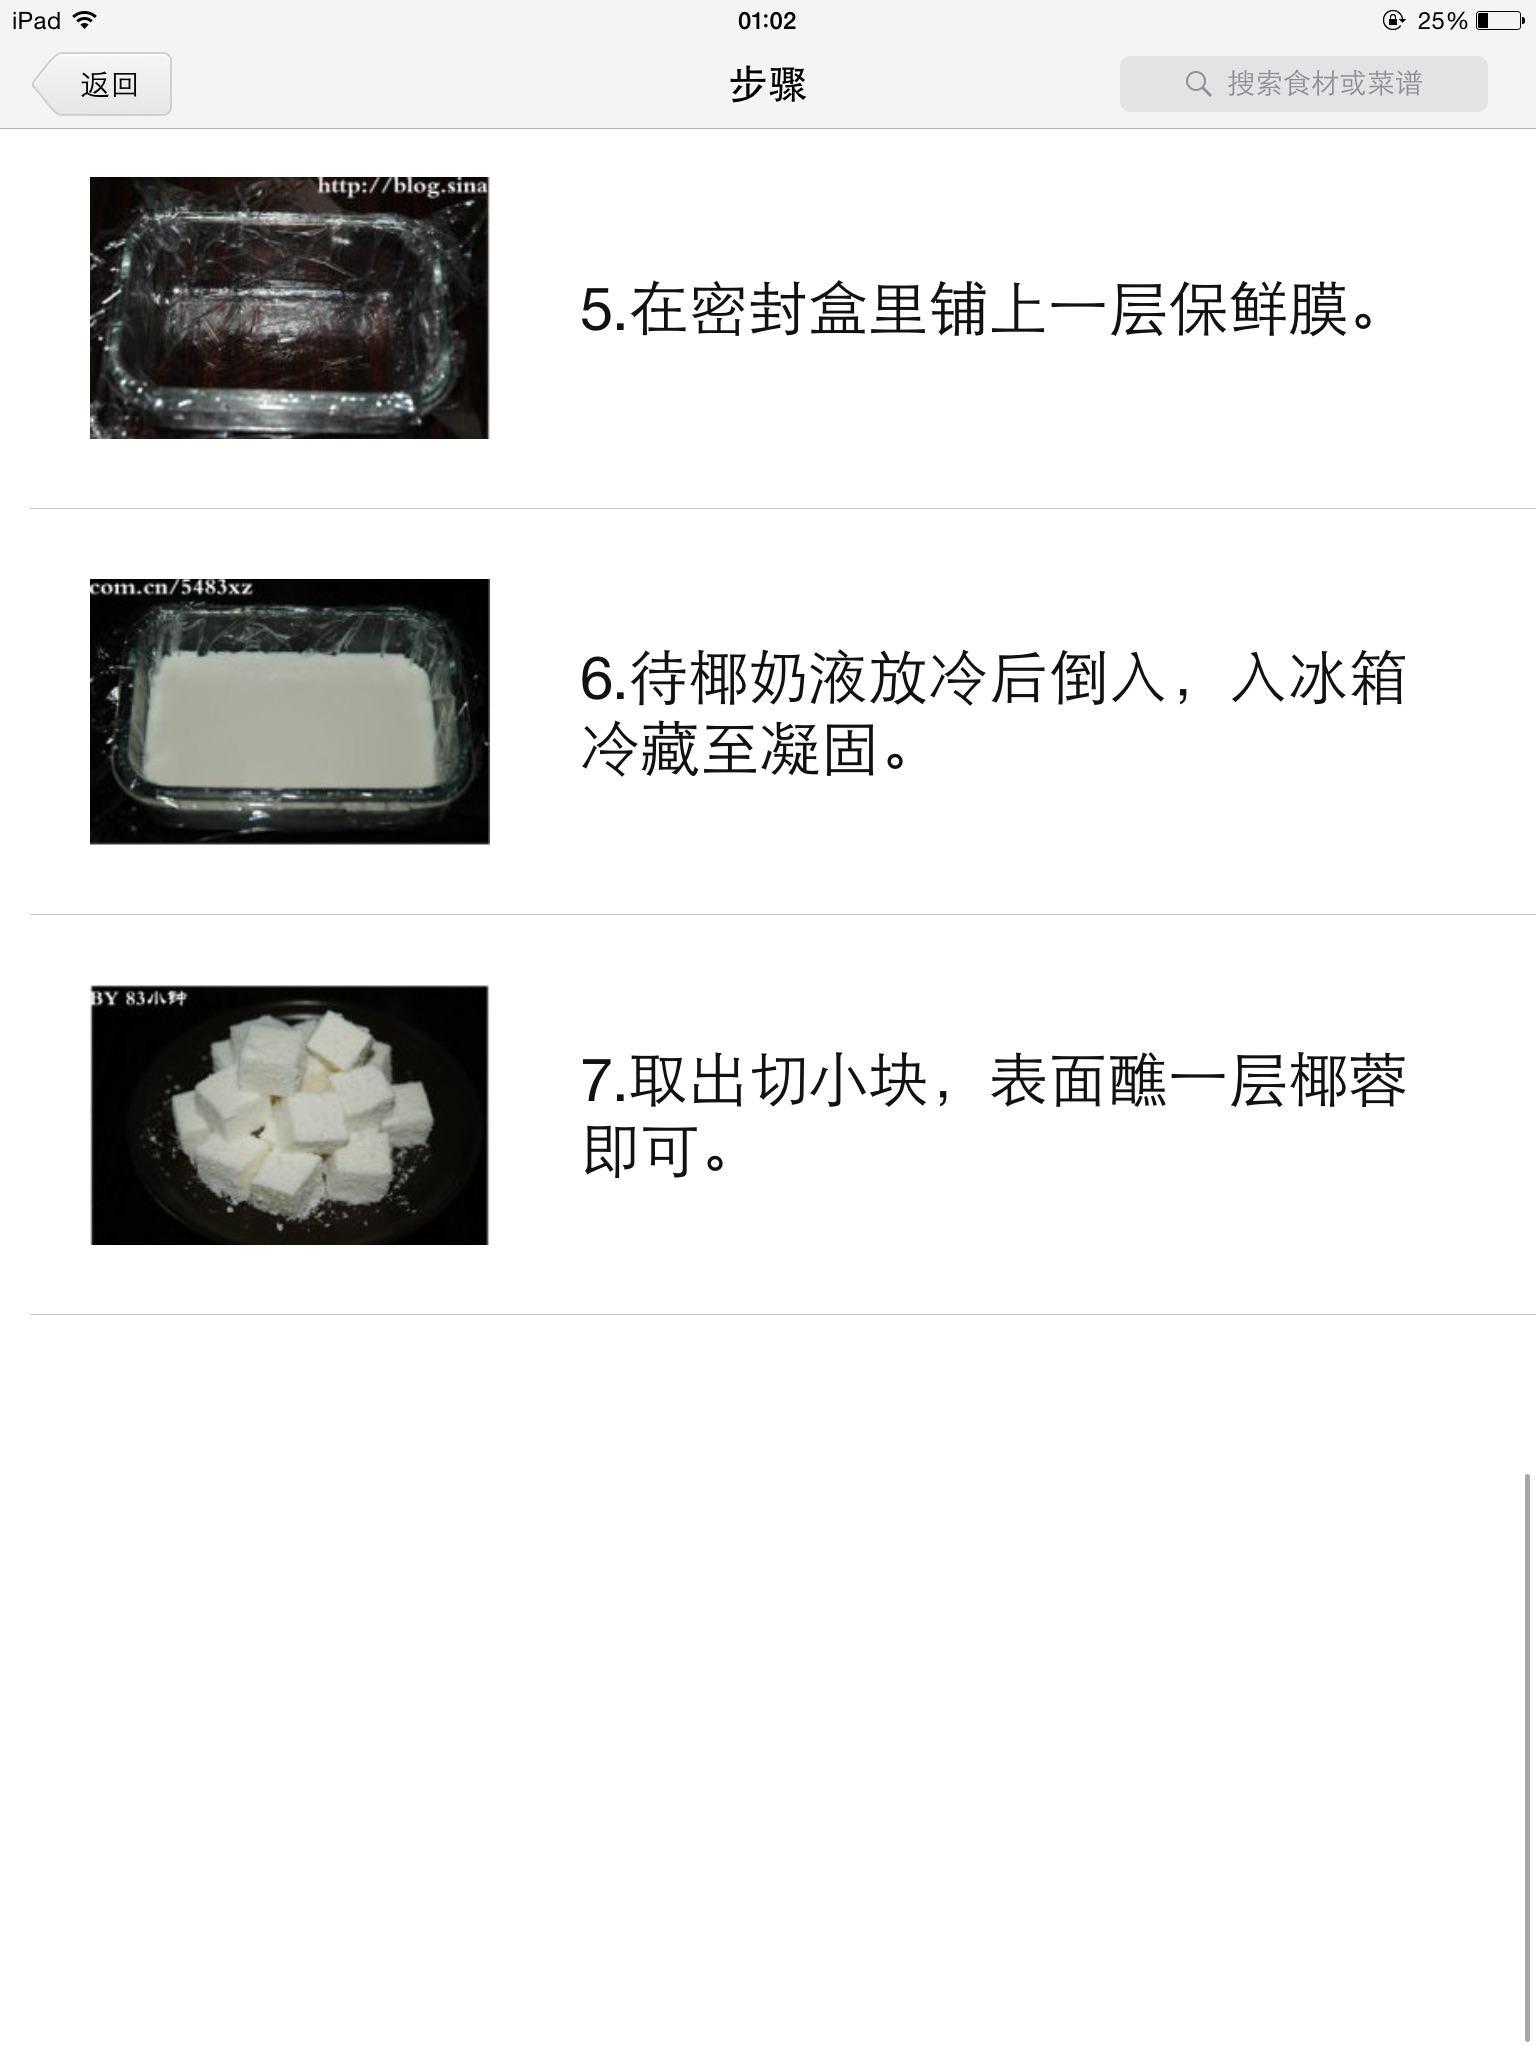 iPad
01:02
25%
返回
步骤
搜索食材或菜谱
http://blog.sina
5.在密封盒里铺上一层保鲜膜。
com.cn/5483xz
6.待椰奶液放冷后倒入，入冰箱
冷藏至凝固。
BY 83小钟
7.取出切小块，表面醮一层椰蓉
即可。